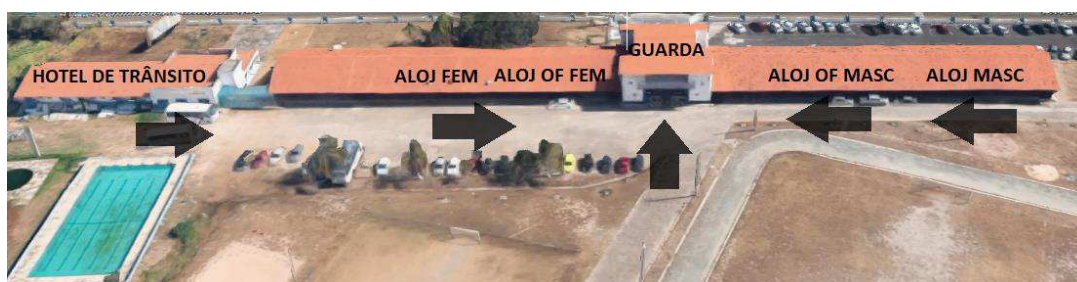 HOTEL DE TRÂNSITO
ALOJ FEM
ALOJ OF FEM
GUARDA
ALOJ OF MASC
ALOJ MASC